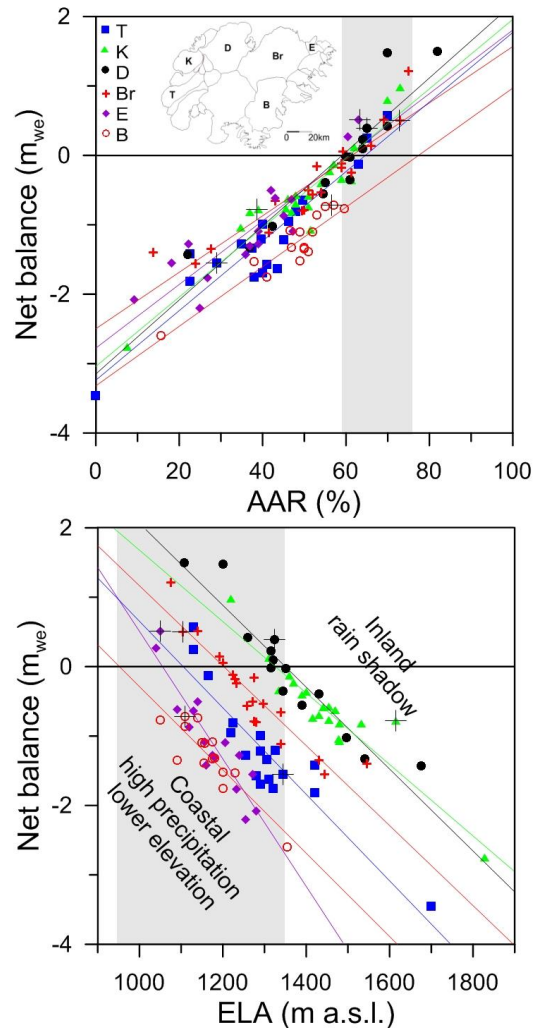 T
K
D
Br
E
B
D
Br
E
K
T
B
0 20km
2
0
-2
-4
Net balance (mwe)
0 20 40 60 80 100
AAR (%)
2
0
-2
-4
Net balance (mwe)
Inland
rain shadow
Coastal
high precipitation
lower elevation
1000 1200 1400 1600 1800
ELA (m a.s.l.)